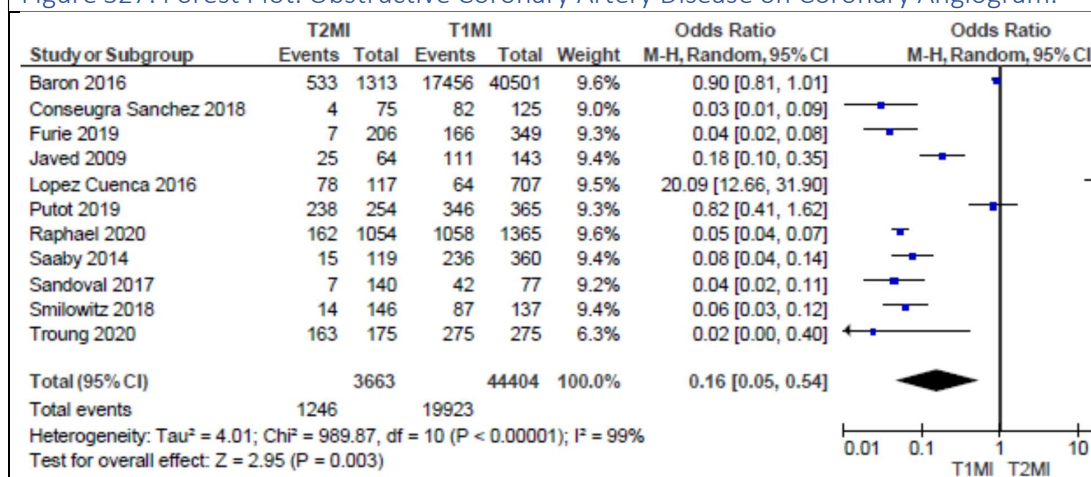 Figure S27. Forest Plot: Obstructive Coronary Artery Disease on Coronary Angiogram.
T2MI T1MI Odds Ratio Odds Ratio
Study or Subgroup Events Total Events Total Weight M-H, Random, 95% CI M-H, Random, 95% CI
Baron 2016 533 1313 17456 40501 9.6% 0.90 [0.81, 1.01]
Conseugra Sanchez 2018 4 75 82 125 9.0% 0.03 [0.01, 0.09]
Furie 2019 7 206 166 349 9.3% 0.04 [0.02, 0.08]
Javed 2009 25 64 111 143 9.4% 0.18 [0.10, 0.35]
Lopez Cuenca 2016 78 117 64 707 9.5% 20.09 [12.66, 31.90]
Putot 2019 238 254 346 365 9.3% 0.82 [0.41, 1.62]
Raphael 2020 162 1054 1058 1365 9.6% 0.05 [0.04, 0.07]
Saaby 2014 15 119 236 360 9.4% 0.08 [0.04, 0.14]
Sandoval 2017 7 140 42 77 9.2% 0.04 [0.02, 0.11]
Smilowitz 2018 14 146 87 137 9.4% 0.06 [0.03, 0.12]
Troung 2020 163 175 275 275 6.3% 0.02 [0.00, 0.40]
Total (95% CI) 3663 44404 100.0% 0.16 [0.05, 0.54]
Total events 1246 19923
Heterogeneity: Tau² = 4.01; Chi² = 989.87, df = 10 (P < 0.00001); I² = 99%
Test for overall effect: Z = 2.95 (P = 0.003)
0.01 0.1 1 10
T1MI T2MI